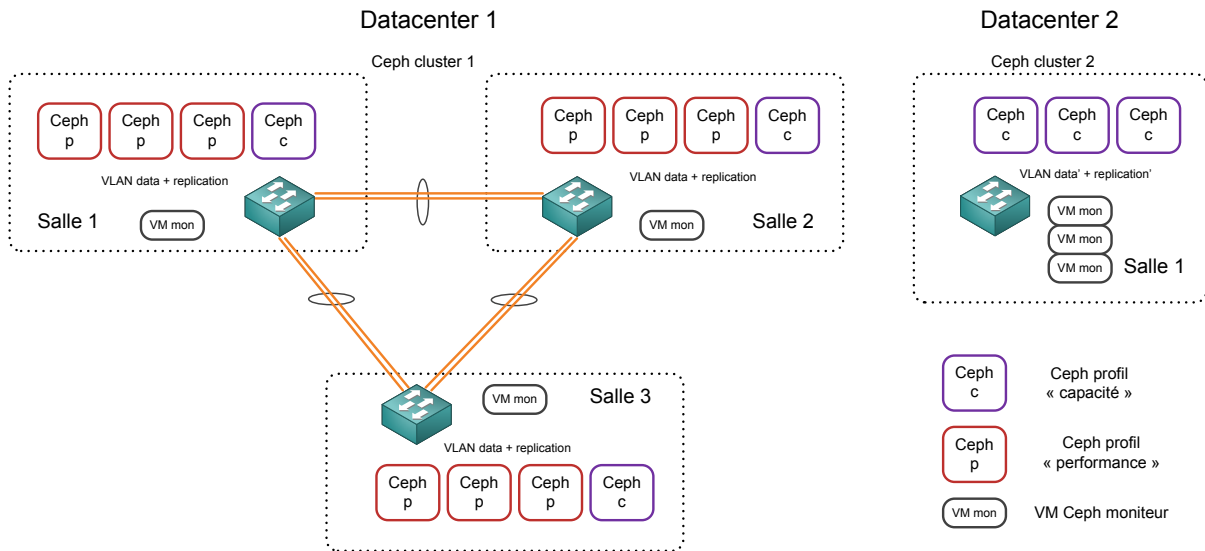 Datacenter 1
Datacenter 2
Ceph cluster 1
Ceph cluster 2
Ceph
p
Ceph
p
Ceph
p
Ceph
c
VLAN data + replication
Salle 1
VM mon
Ceph
p
Ceph
p
Ceph
p
Ceph
c
VLAN data + replication
VM mon
Salle 2
Ceph
c
Ceph
c
Ceph
c
VLAN data' + replication'
VM mon
VM mon
VM mon
Salle 1
VM mon
Salle 3
VLAN data + replication
Ceph
p
Ceph
p
Ceph
p
Ceph
c
Ceph
c
Ceph profil
« capacité »
Ceph
p
Ceph profil
« performance »
VM mon
VM Ceph moniteur